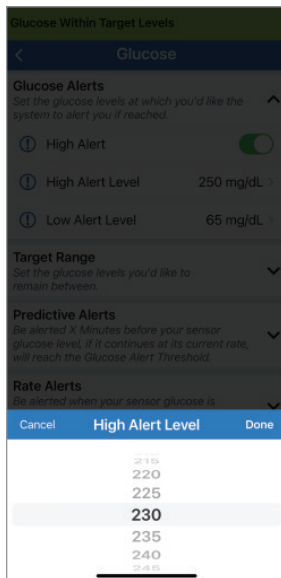 Glucose Within Target Levels
Glucose
Glucose Alerts
Set the glucose levels at which you'd like the
system to alert you if reached.
High Alert
High Alert Level 250 mg/dL
Low Alert Level 65 mg/dL
Target Range
Set the glucose levels you'd like to
remain between.
Predictive Alerts
Be alerted X Minutes before your sensor
glucose level, if it continues at its current rate,
will reach the Glucose Alert Threshold.
Rate Alerts
Be alerted when your sensor glucose is
Cancel High Alert Level Done
215
220
225
230
235
240
245